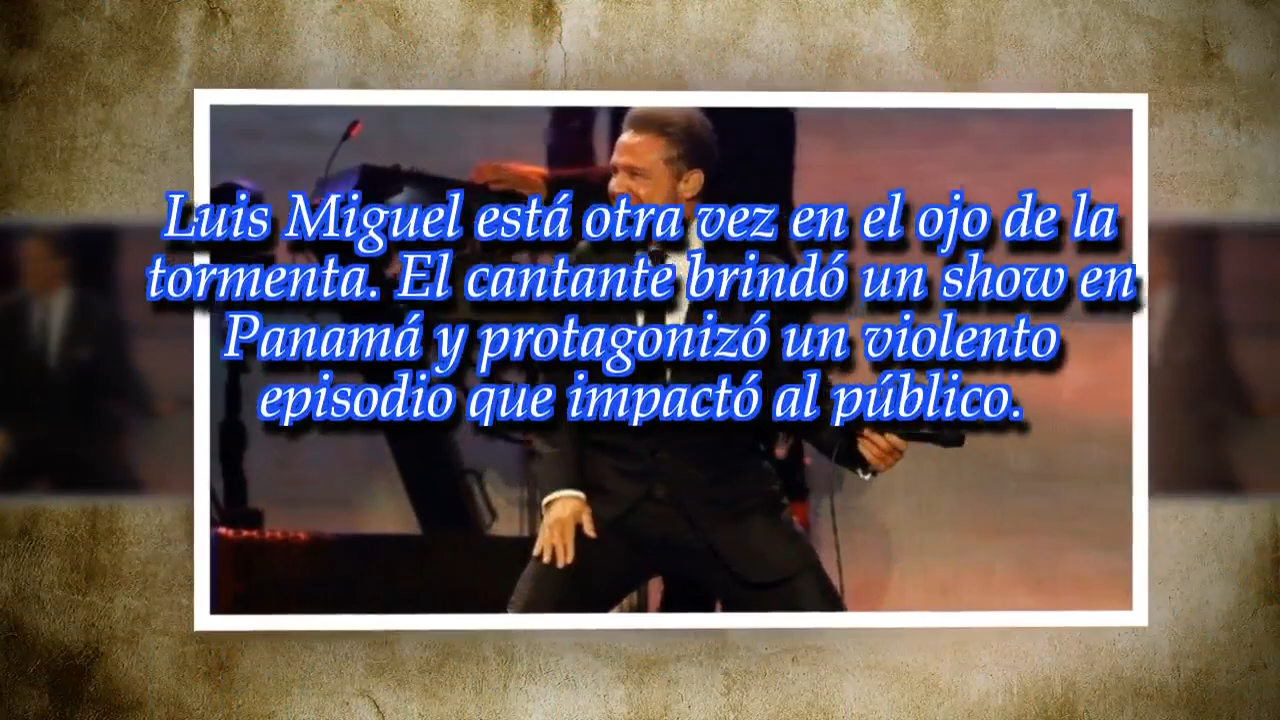 Luis Miguel está otra vez en el ojo de la
tormenta. El cantante brindó un show en
Panamá y protagonizó un violento
episodio que impactó al público.